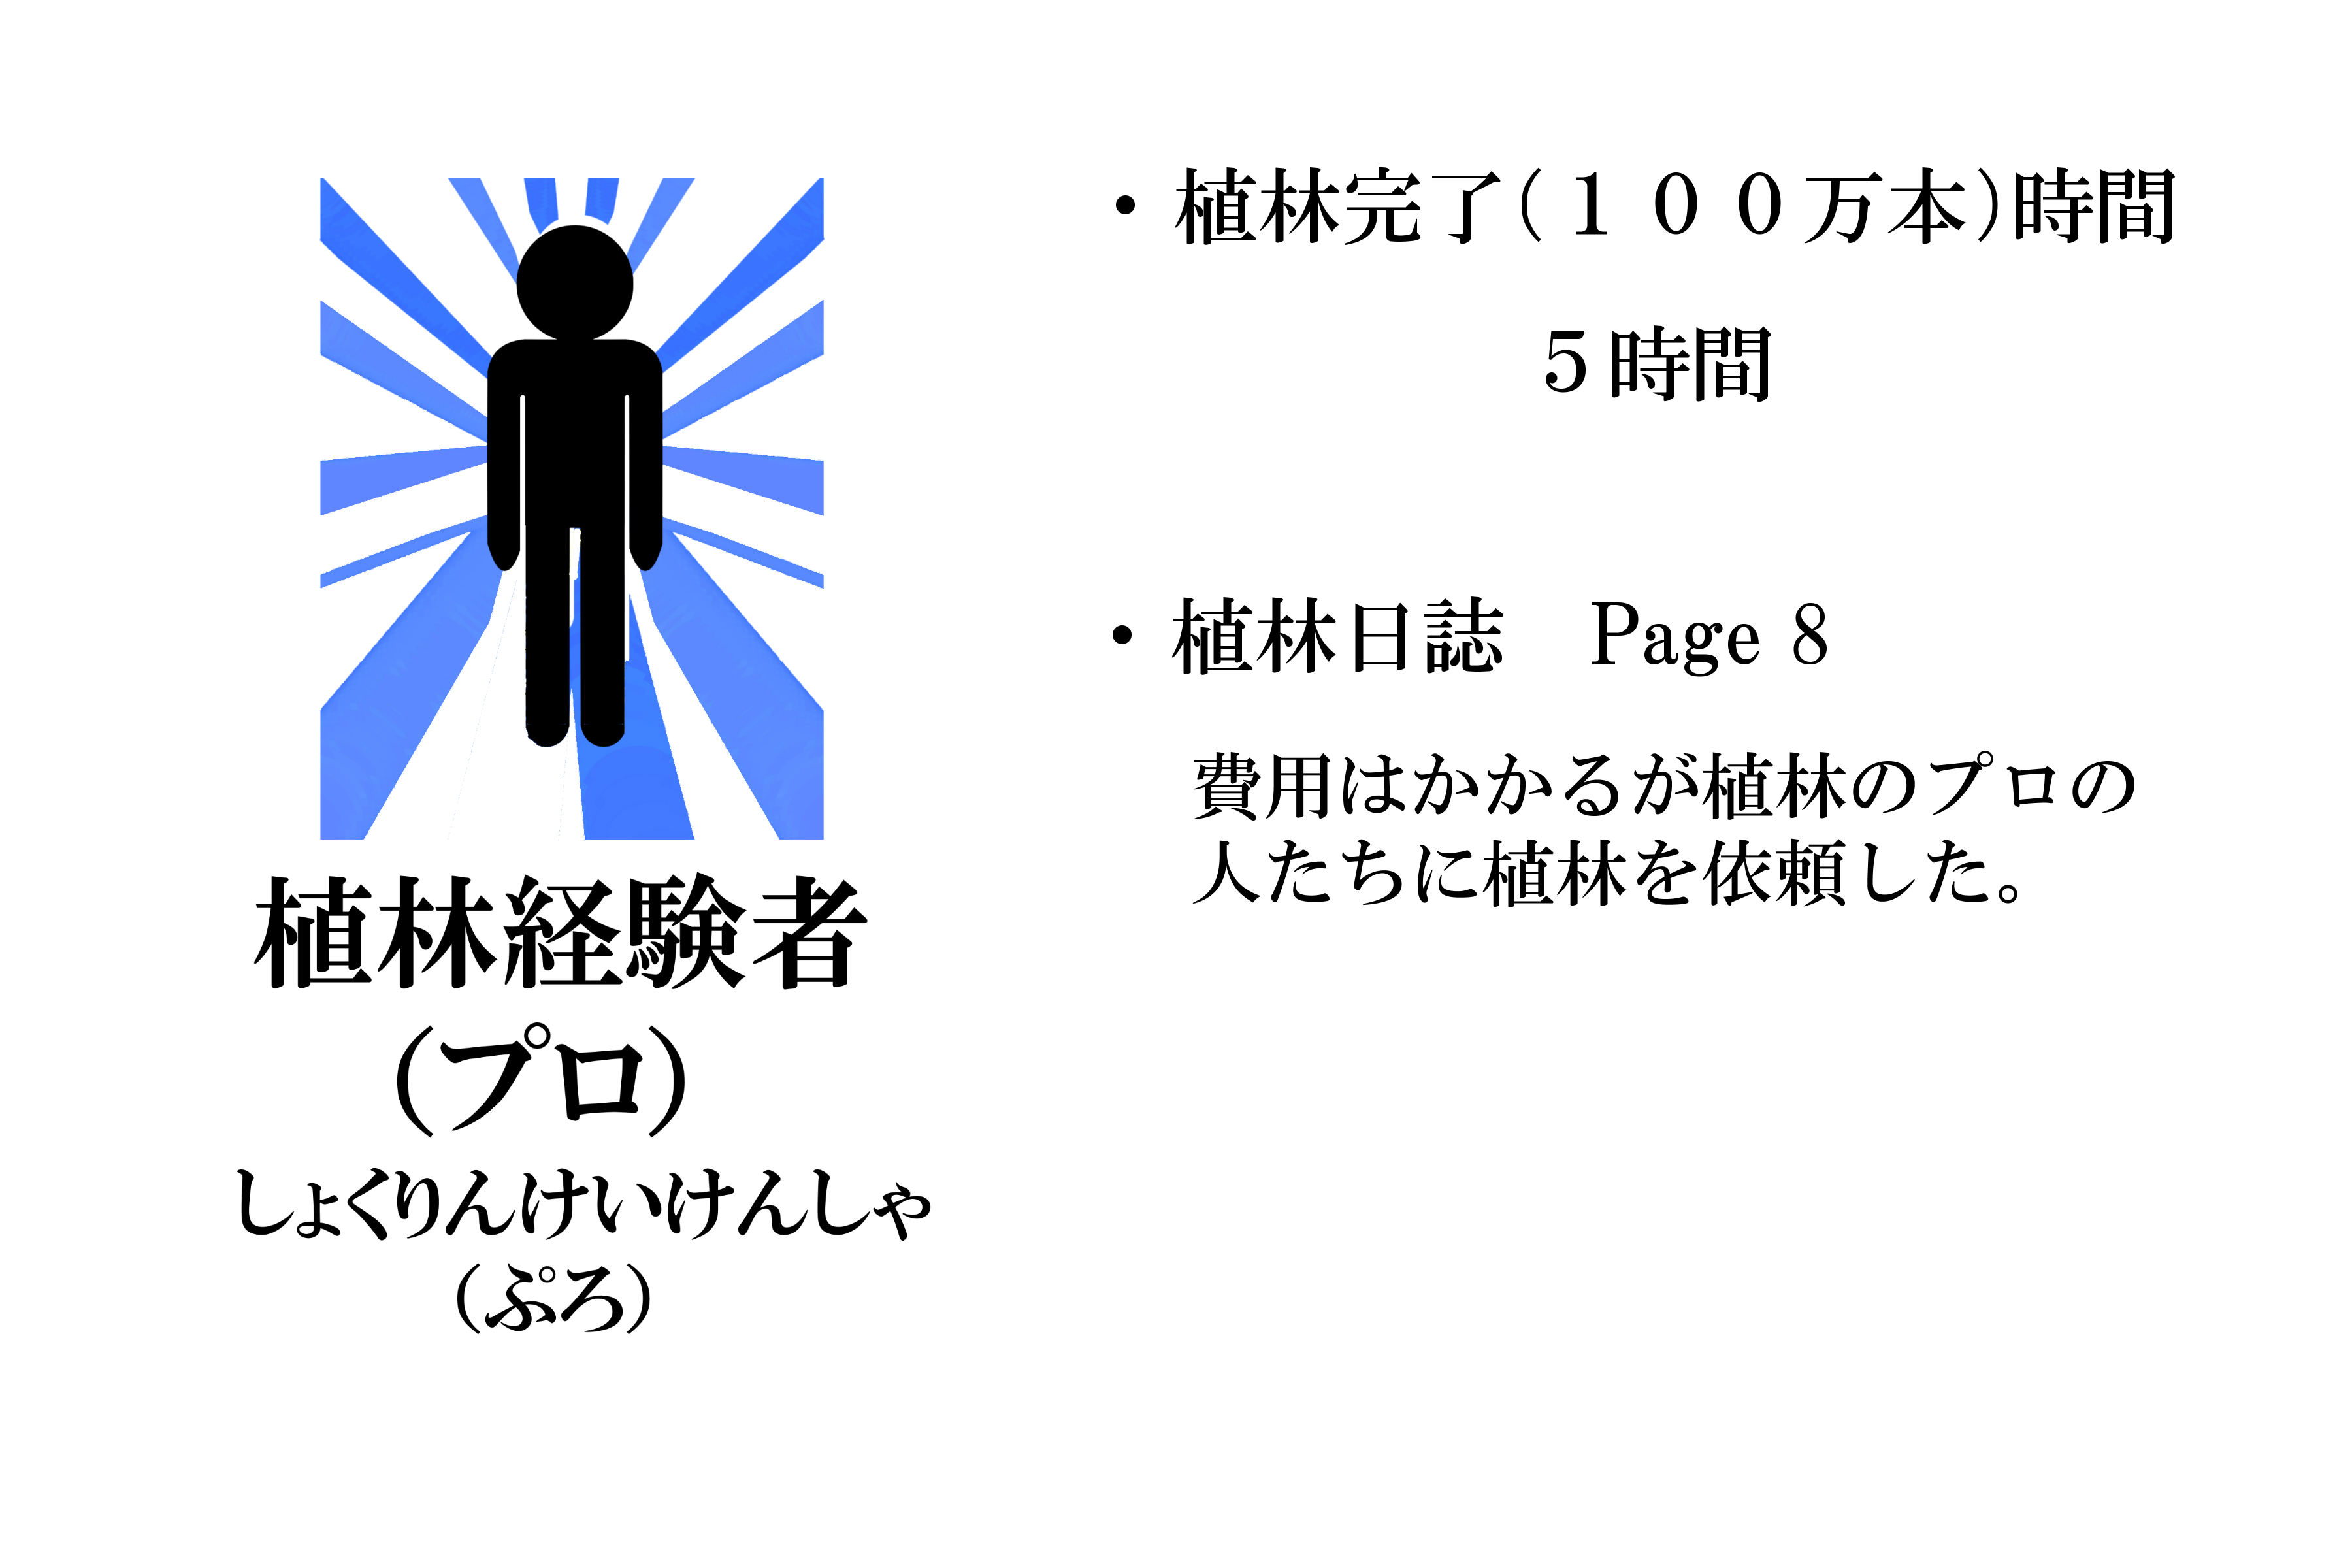 植林経験者
(プロ)
しょくりんけいけんしゃ
(ぷろ)
・植林完了(１００万本)時間
５時間
・植林日誌　Page 8
費用はかかるが植林のプロの
人たちに植林を依頼した。